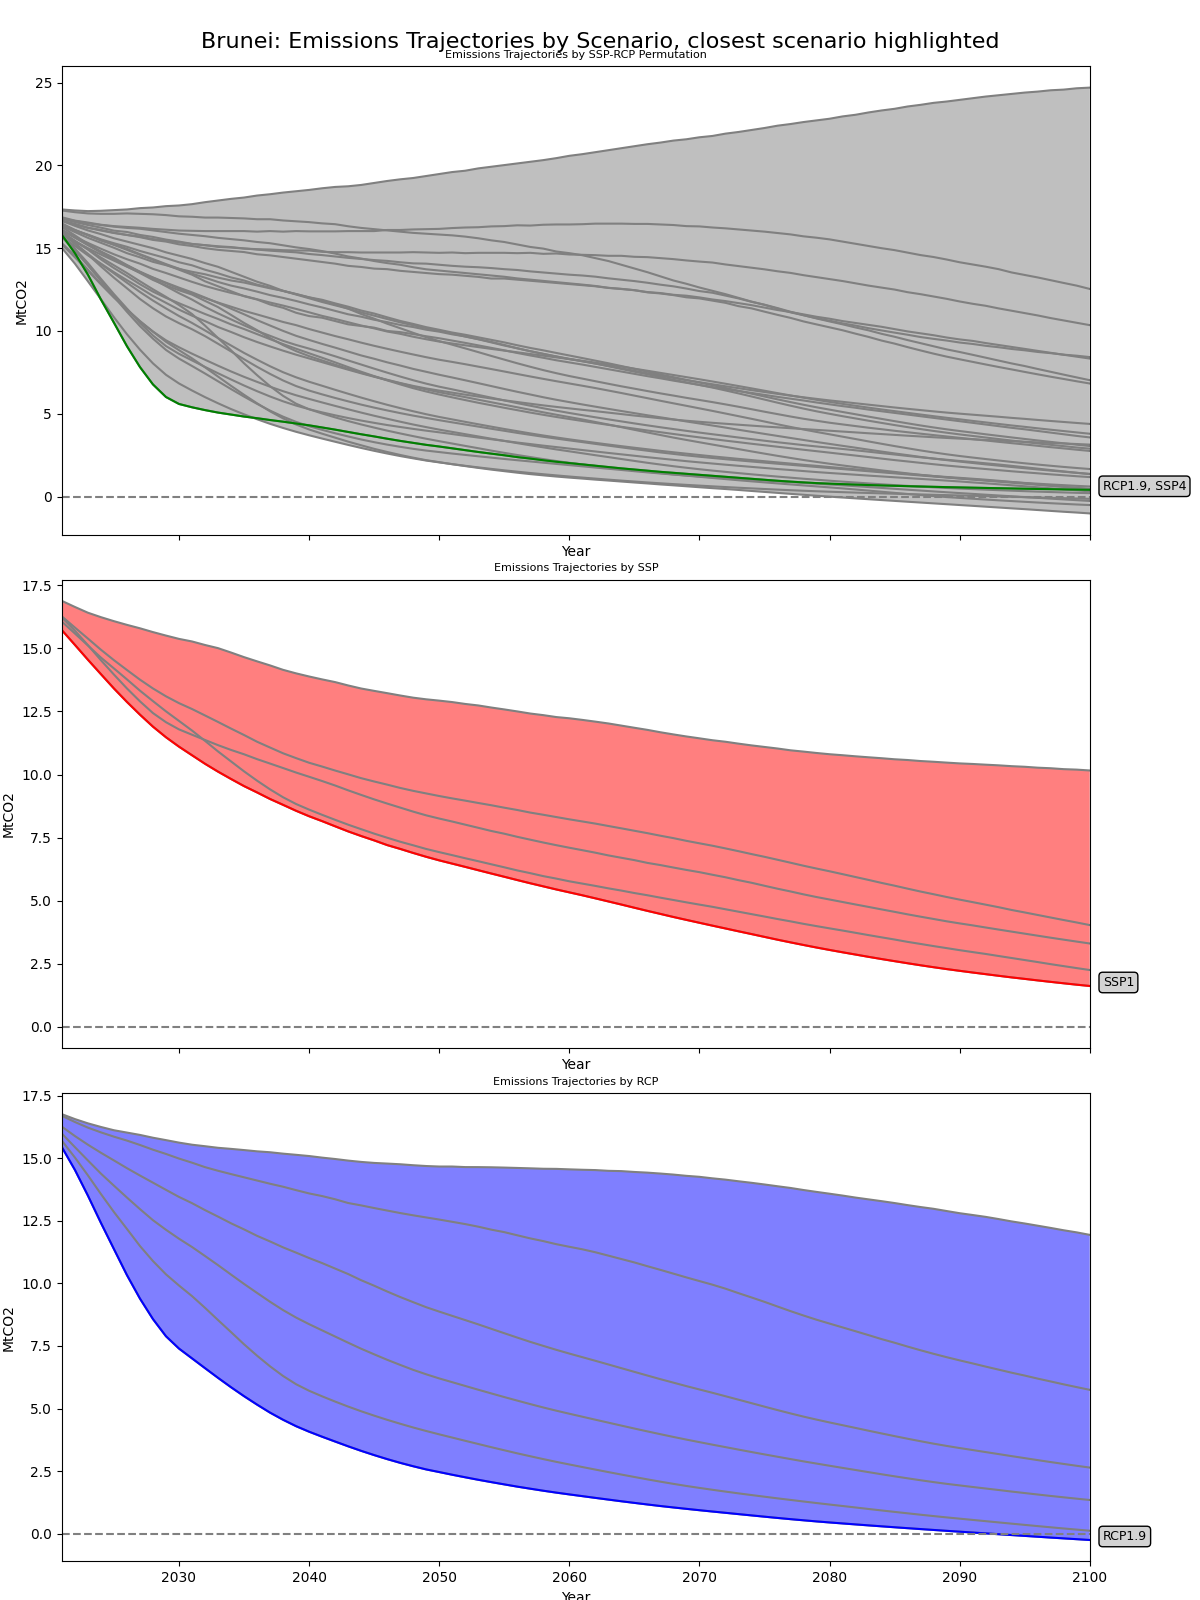 Brunei: Emissions Trajectories by Scenario, closest scenario highlighted
Emissions Trajectories by SSP-RCP Permutation
25
20
15
10
5
0
MtCO2
RCP1.9, SSP4
Year
Emissions Trajectories by SSP
17.5
15.0
12.5
10.0
7.5
5.0
2.5
0.0
MtCO2
SSP1
Year
Emissions Trajectories by RCP
17.5
15.0
12.5
10.0
7.5
5.0
2.5
0.0
MtCO2
RCP1.9
2030 2040 2050 2060 2070 2080 2090 2100
Year